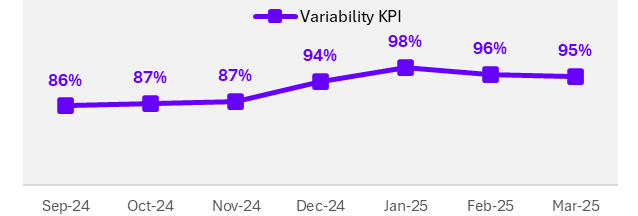 Variability KPI
86%
87%
87%
94%
98%
96%
95%
Sep-24
Oct-24
Nov-24
Dec-24
Jan-25
Feb-25
Mar-25